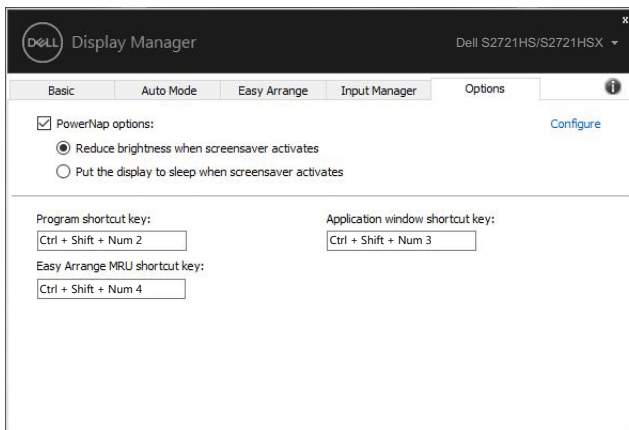 x
DELL Display Manager Dell S2721HS/S2721HSX
Basic Auto Mode Easy Arrange Input Manager Options i
PowerNap options: Configure
Reduce brightness when screensaver activates
Put the display to sleep when screensaver activates
Program shortcut key: Application window shortcut key:
Ctrl + Shift + Num 2 Ctrl + Shift + Num 3
Easy Arrange MRU shortcut key:
Ctrl + Shift + Num 4